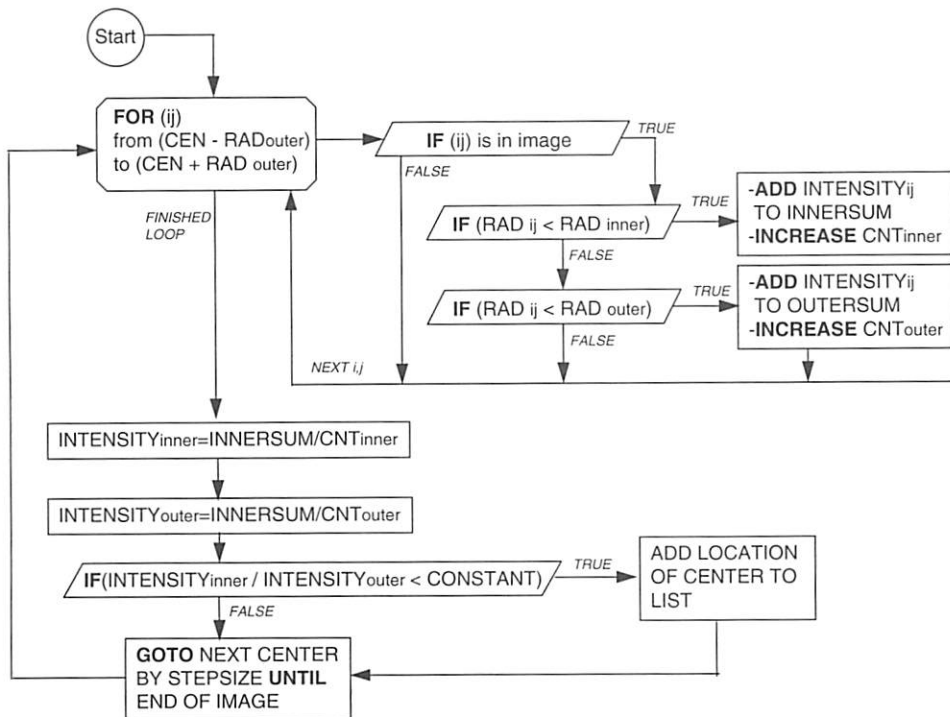 Start
FOR (ij)
from (CEN - RADouter)
to (CEN + RAD outer)
IF (ij) is in image
TRUE
FALSE
IF (RAD ij < RAD inner)
TRUE
-ADD INTENSITYij
TO INNERSUM
-INCREASE CNTinner
FALSE
IF (RAD ij < RAD outer)
TRUE
-ADD INTENSITYij
TO OUTERSUM
-INCREASE CNTouter
FALSE
NEXT i,j
FINISHED
LOOP
INTENSITYinner=INNERSUM/CNTinner
INTENSITYouter=INNERSUM/CNTouter
IF(INTENSITYinner / INTENSITYouter < CONSTANT)
TRUE
ADD LOCATION
OF CENTER TO
LIST
FALSE
GOTO NEXT CENTER
BY STEPSIZE UNTIL
END OF IMAGE